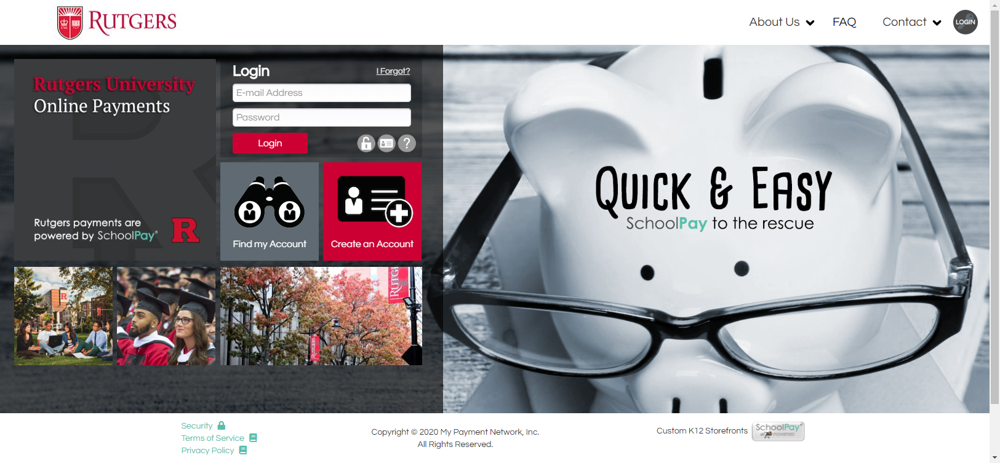 RUTGERS
About Us
FAQ
Contact
LOGIN
Rutgers University
Online Payments
Rutgers payments are
powered by SchoolPay®
R
Login
I Forgot?
E-mail Address
Password
Login
?
Find my Account
Create an Account
R
RUTGERS
RUTGERS
Quick & Easy
SchoolPay to the rescue
Security
Terms of Service
Privacy Policy
Copyright © 2020 My Payment Network, Inc.
All Rights Reserved.
Custom K12 Storefronts
SchoolPay®
POWERED